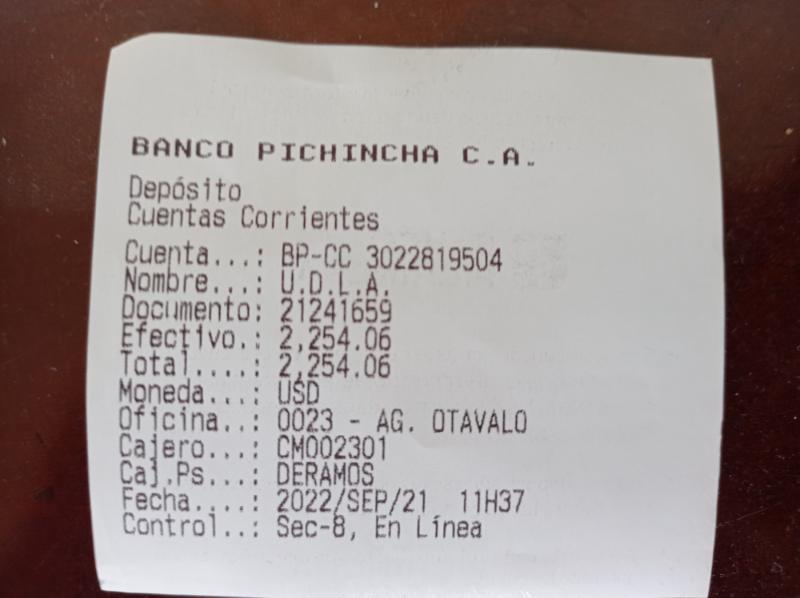 BANCO PICHINCHA C.A.
Depósito
Cuentas Corrientes
Cuenta...: BP-CC 3022819504
Nombre...: U.D.L.A.
Documento: 21241659
Efectivo.: 2,254.06
Total....: 2,254.06
Moneda...: USD
Oficina..: 0023 - AG. OTAVALO
Cajero...: CM002301
Caj.Ps...: DERAMOS
Fecha....: 2022/SEP/21 11H37
Control..: Sec-8, En Línea